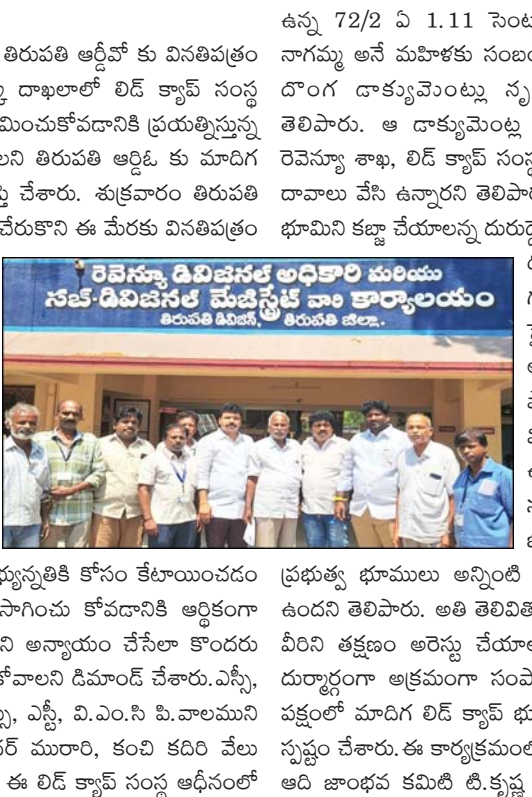 తిరుపతి ఆర్డీవో కు వినతిపత్రం
దాఖలాలో లిడ్ క్యాప్ సంస్థ
మించుకోవడానికి ప్రయత్నిస్తున్న
లని తిరుపతి ఆర్డిఓ కు మాదిగ
ప్తి చేశారు. శుక్రవారం తిరుపతి
చేరుకొని ఈ మేరకు వినతిపత్రం
భ్యున్నతికి కోసం కేటాయించడం
సాగించు కోవడానికి ఆర్థికంగా
ని అన్యాయం చేసేలా కొందరు
కోవాలని డిమాండ్ చేశారు.ఎస్సీ,
ఎస్టీ, వి.ఎం.సి పి.వాలముని
దర్ మురారి, కంచి కదిరి వేలు
ఈ లిడ్ క్యాప్ సంస్థ ఆధీనంలో
ఉన్న 72/2 ఏ 1.11 సెంట
నాగమ్మ అనే మహిళకు సంబం
దొంగ డాక్యుమెంట్లు సృ
తెలిపారు. ఆ డాక్యుమెంట్ల
రెవెన్యూ శాఖ, లిడ్ క్యాప్ సంస్థ
దావాలు వేసి ఉన్నారని తెలిపార
భూమిని కబ్జా చేయాలన్న దురుద్దే
రెవెన్యూ డివిజనల్ అధికారి మరియు
సబ్-డివిజనల్ మేజిస్ట్రేట్ వారి కార్యాలయం
తిరుపతి డివిజన్, తిరుపతి జిల్లా.
ప్రభుత్వ భూములు అన్నింటి
ఉందని తెలిపారు. అతి తెలివితో
వీరిని తక్షణం అరెస్టు చేయాల
దుర్మార్గంగా అక్రమంగా సంపా
పక్షంలో మాదిగ లిడ్ క్యాప్ భూ
స్పష్టం చేశారు.ఈ కార్యక్రమంలో
ఆది జాంభవ కమిటి టి.కృష్ణ